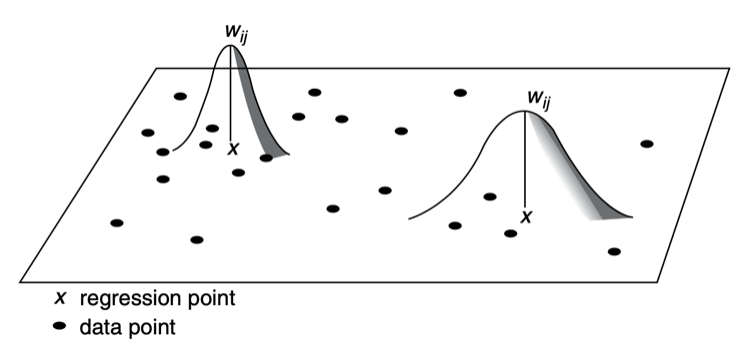 wij
wij
x
x
x regression point
data point